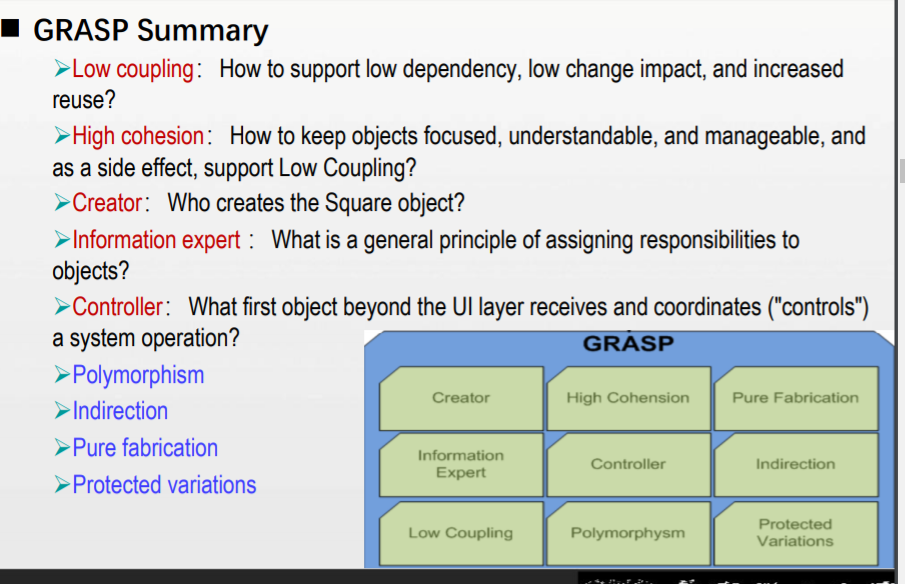 GRASP Summary
Low coupling： How to support low dependency, low change impact, and increased
reuse?
High cohesion： How to keep objects focused, understandable, and manageable, and
as a side effect, support Low Coupling?
Creator： Who creates the Square object?
Information expert ： What is a general principle of assigning responsibilities to
objects?
Controller： What first object beyond the UI layer receives and coordinates ("controls")
a system operation?
Polymorphism
Indirection
Pure fabrication
Protected variations
GRASP
Creator
High Cohension
Pure Fabrication
Information
Expert
Controller
Indirection
Low Coupling
Polymorphysm
Protected
Variations